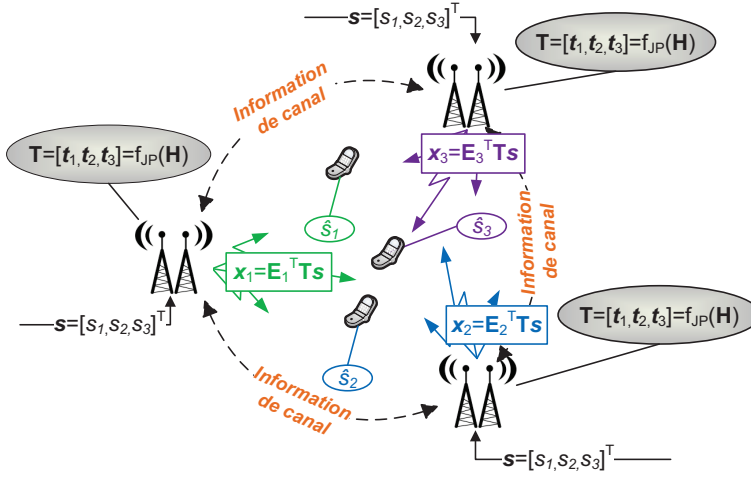 s=[s1,s2,s3]T
T=[t1,t2,t3]=fJP(H)
Information
de canal
T=[t1,t2,t3]=fJP(H)
x3=E3TTs
ŝ1
ŝ3
Information
de canal
x1=E1TTs
s=[s1,s2,s3]T
x2=E2TTs
T=[t1,t2,t3]=fJP(H)
ŝ2
Information
de canal
s=[s1,s2,s3]T